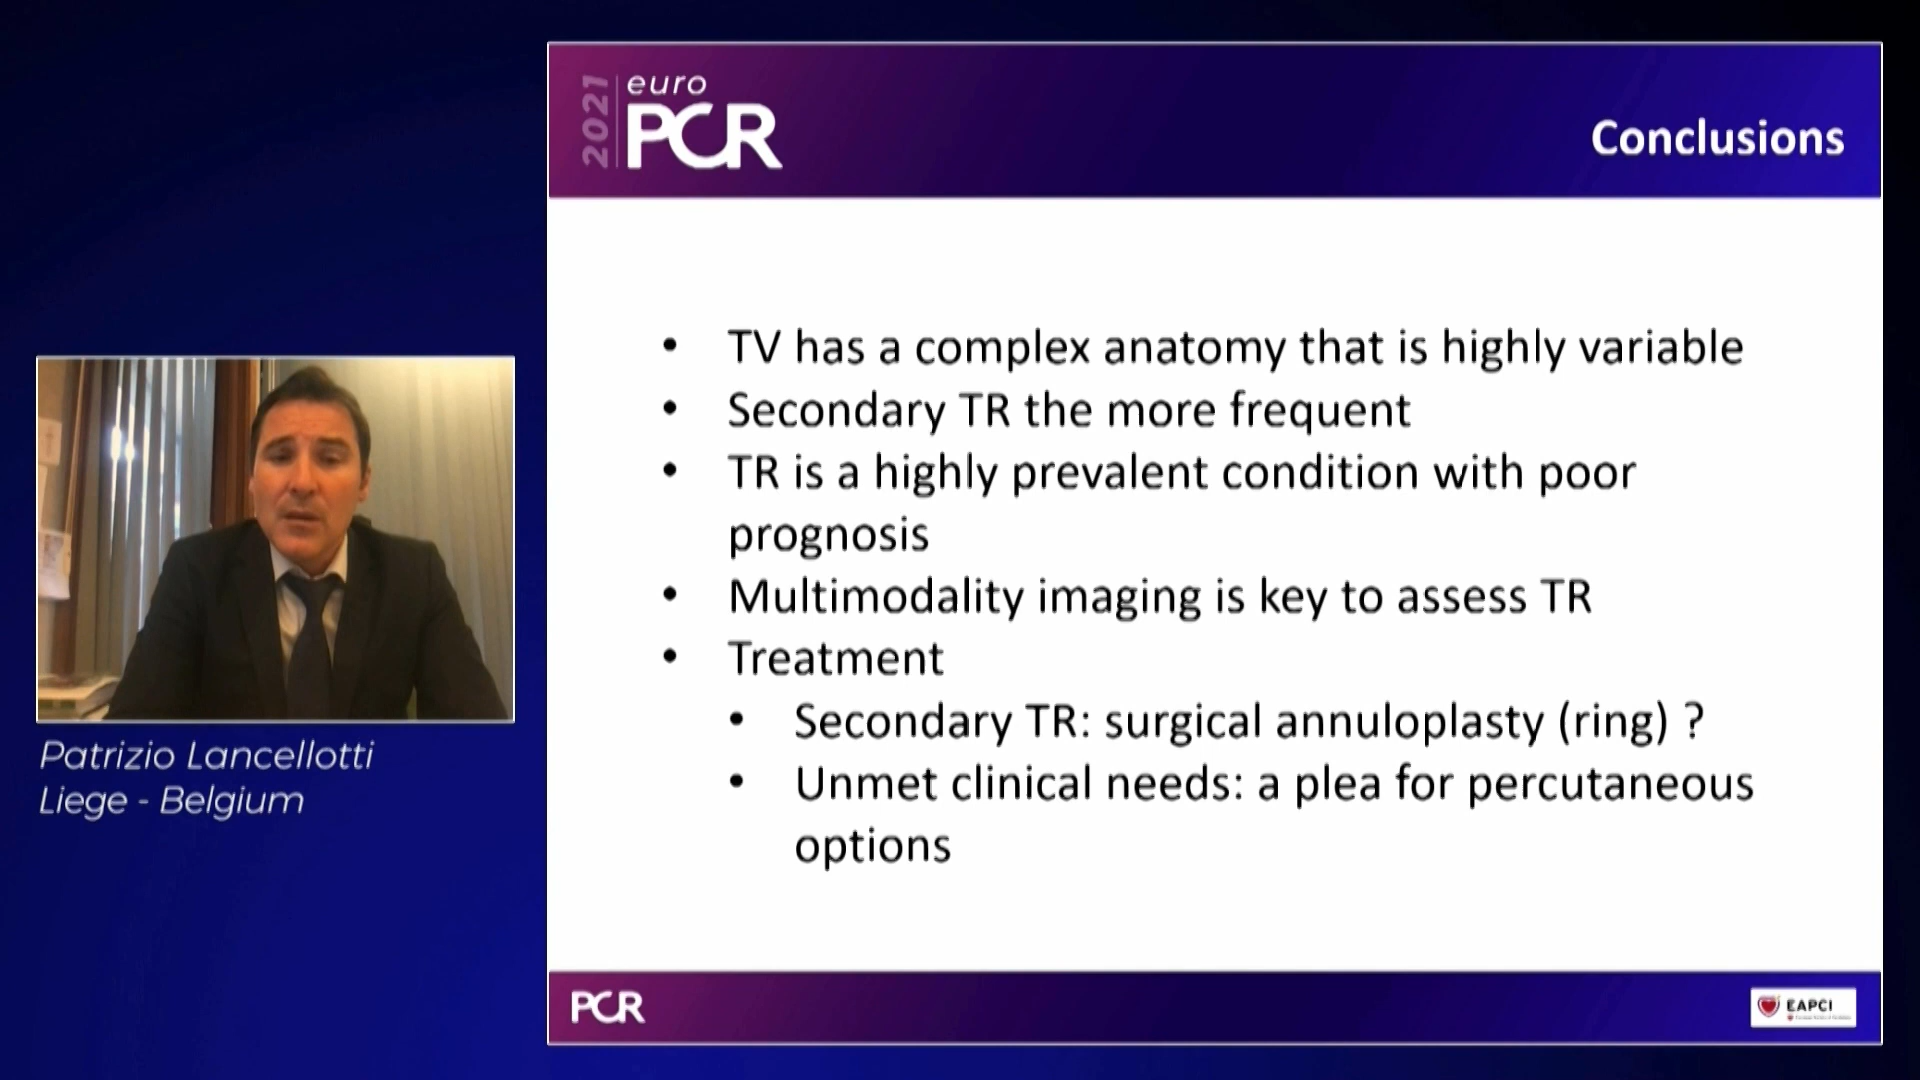 2021
euro
PCR
Conclusions
• TV has a complex anatomy that is highly variable
• Secondary TR the more frequent
• TR is a highly prevalent condition with poor
prognosis
• Multimodality imaging is key to assess TR
• Treatment
• Secondary TR: surgical annuloplasty (ring) ?
• Unmet clinical needs: a plea for percutaneous
options
Patrizio Lancellotti
Liege - Belgium
PCR
EAPCI